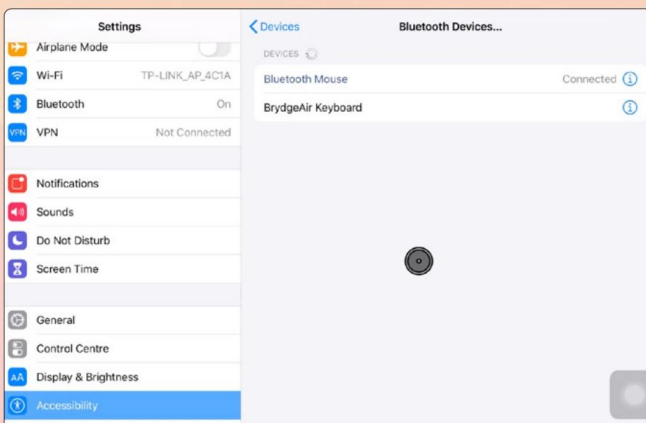 Settings
Airplane Mode
Wi-Fi TP-LINK_AP_4C1A
Bluetooth On
VPN VPN Not Connected
Notifications
Sounds
Do Not Disturb
Screen Time
General
Control Centre
AA Display & Brightness
Accessibility
Devices Bluetooth Devices...
DEVICES
Bluetooth Mouse Connected
BrydgeAir Keyboard